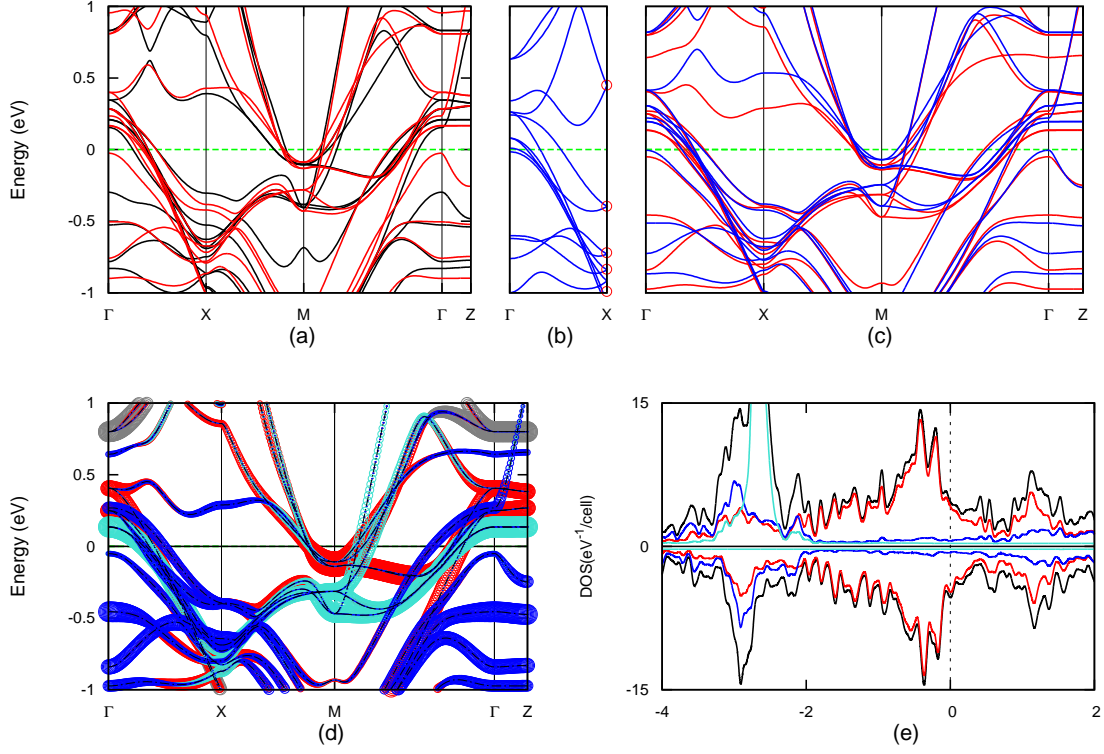 Energy (eV)
1
0.5
0
-0.5
-1
Γ X M Γ Z
(a)
Γ X
(b)
Γ X M Γ Z
(c)
Energy (eV)
1
0.5
0
-0.5
-1
Γ X M Γ Z
(d)
DOS(eV⁻¹/cell)
15
0
-15
-4 -2 0 2
(e)